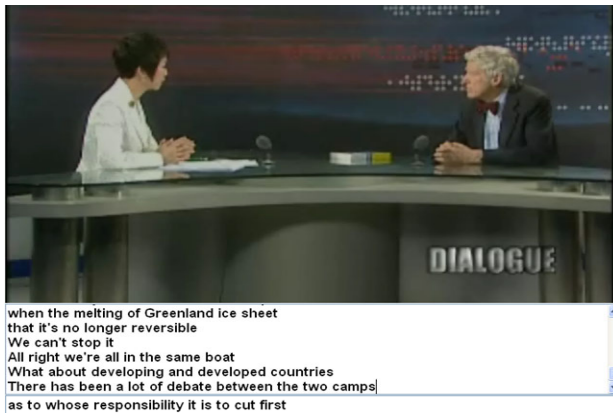 DIALOGUE
when the melting of Greenland ice sheet
that it's no longer reversible
We can't stop it
All right we're all in the same boat
What about developing and developed countries
There has been a lot of debate between the two camps
as to whose responsibility it is to cut first